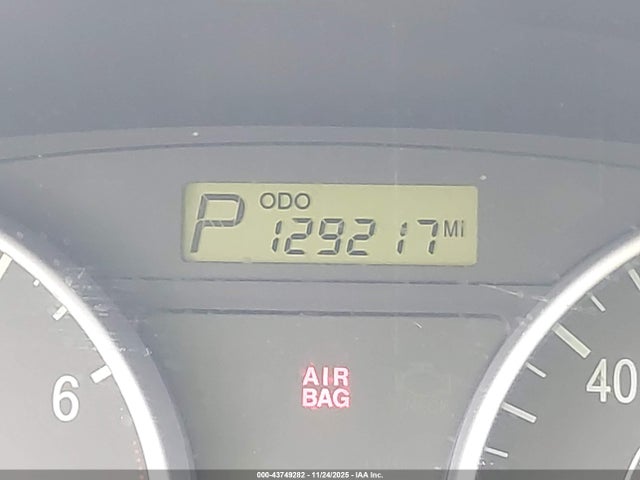 P ODO
129217 MI
6
AIR
BAG
40
000-43749282 - 11/24/2025 - IAA Inc.